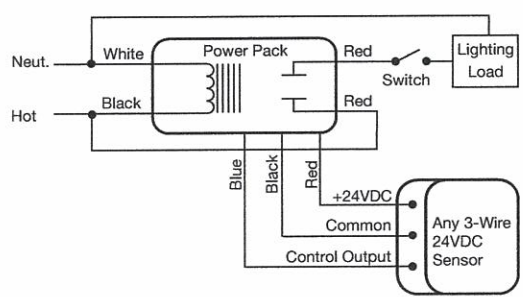 Neut.
White
Power Pack
Red
Lighting
Load
Switch
Hot
Black
Red
Blue
Black
Red
+24VDC
Common
Control Output
Any 3-Wire
24VDC
Sensor